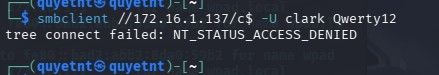 (quyetnt㉿quyetnt)-[~]
└─$ smbclient //172.16.1.137/c$ -U clark Qwerty12
tree connect failed: NT_STATUS_ACCESS_DENIED
(quyetnt㉿quyetnt)-[~]